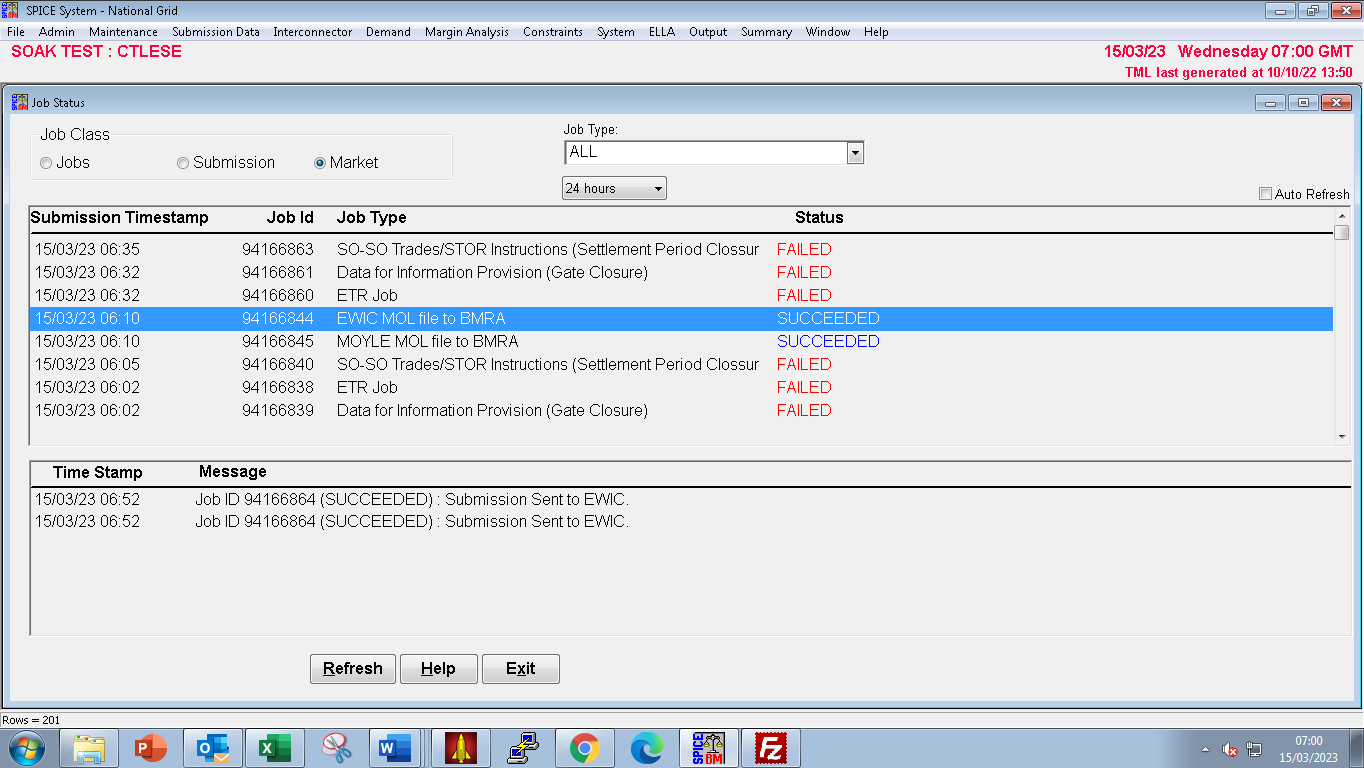 SPICE System - National Grid
File Admin Maintenance Submission Data Interconnector Demand Margin Analysis Constraints System ELLA Output Summary Window Help
SOAK TEST : CTLESE 15/03/23 Wednesday 07:00 GMT
TML last generated at 10/10/22 13:50
Job Status
Job Class Job Type:
Jobs Submission Market ALL
24 hours
Auto Refresh
Submission Timestamp Job Id Job Type Status
15/03/23 06:35 94166863 SO-SO Trades/STOR Instructions (Settlement Period Clossur FAILED
15/03/23 06:32 94166861 Data for Information Provision (Gate Closure) FAILED
15/03/23 06:32 94166860 ETR Job FAILED
15/03/23 06:10 94166844 EWIC MOL file to BMRA SUCCEEDED
15/03/23 06:10 94166845 MOYLE MOL file to BMRA SUCCEEDED
15/03/23 06:05 94166840 SO-SO Trades/STOR Instructions (Settlement Period Clossur FAILED
15/03/23 06:02 94166838 ETR Job FAILED
15/03/23 06:02 94166839 Data for Information Provision (Gate Closure) FAILED
Time Stamp Message
15/03/23 06:52 Job ID 94166864 (SUCCEEDED) : Submission Sent to EWIC.
15/03/23 06:52 Job ID 94166864 (SUCCEEDED) : Submission Sent to EWIC.
Refresh Help Exit
Rows = 201
SPICE BM
07:00
15/03/2023